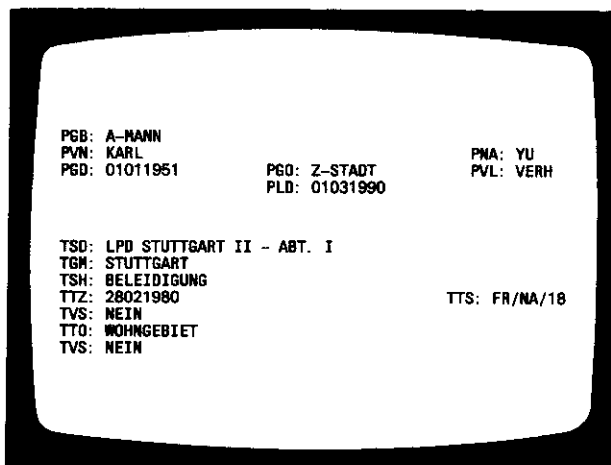 PGB: A-MANN
PVN: KARL PNA: YU
PGD: 01011951 PGO: Z-STADT PVL: VERH
PLD: 01031990
TSD: LPD STUTTGART II - ABT. I
TGM: STUTTGART
TSH: BELEIDIGUNG
TTZ: 28021980 TTS: FR/NA/18
TVS: NEIN
TTO: WOHNGEBIET
TVS: NEIN